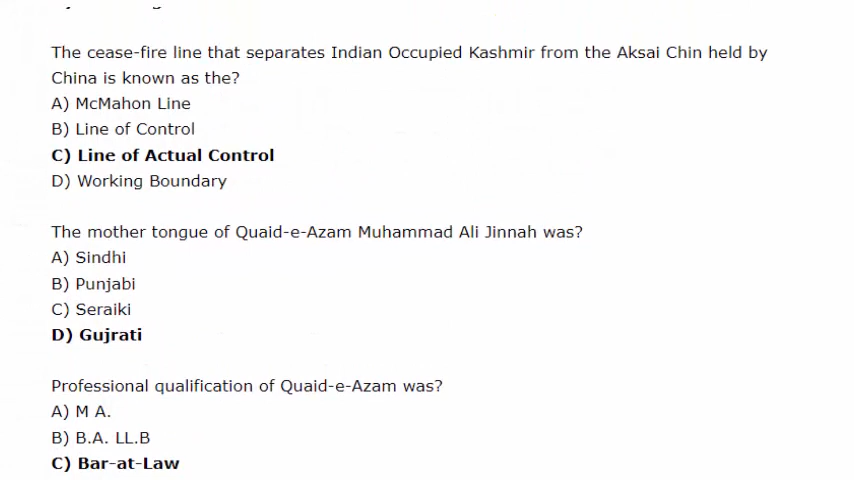 The cease-fire line that separates Indian Occupied Kashmir from the Aksai Chin held by
China is known as the?
A) McMahon Line
B) Line of Control
C) Line of Actual Control
D) Working Boundary
The mother tongue of Quaid-e-Azam Muhammad Ali Jinnah was?
A) Sindhi
B) Punjabi
C) Seraiki
D) Gujrati
Professional qualification of Quaid-e-Azam was?
A) M A.
B) B.A. LL.B
C) Bar-at-Law